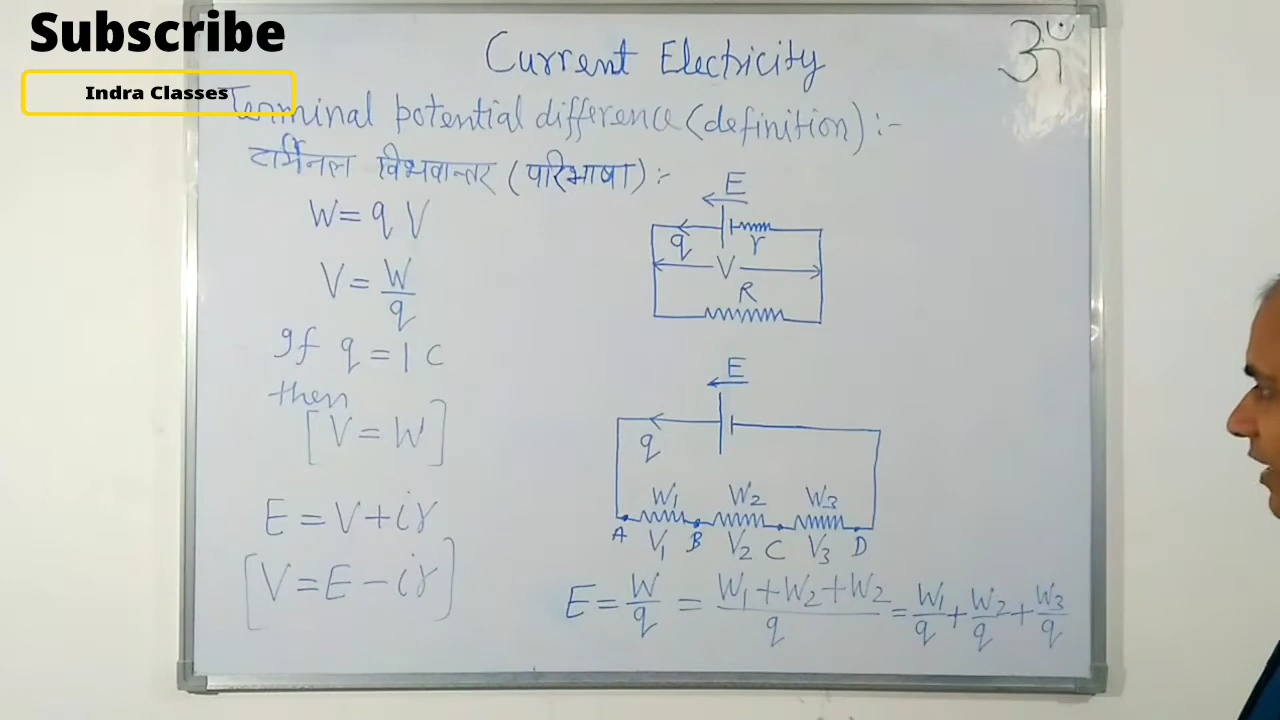 Subscribe
Indra Classes
Current Electricity
ॐ
Terminal potential difference (definition) :-
टर्मिनल विभवान्तर (परिभाषा) :-
W = q V
V = W/q
If q = 1 C
then
[V = W]
E = V + ir
[V = E - ir]
E
q
r
V
R
E
q
W1 W2 W3
A V1 B V2 C V3 D
E = W/q = W1 + W2 + W2/q = W1/q + W2/q + W3/q